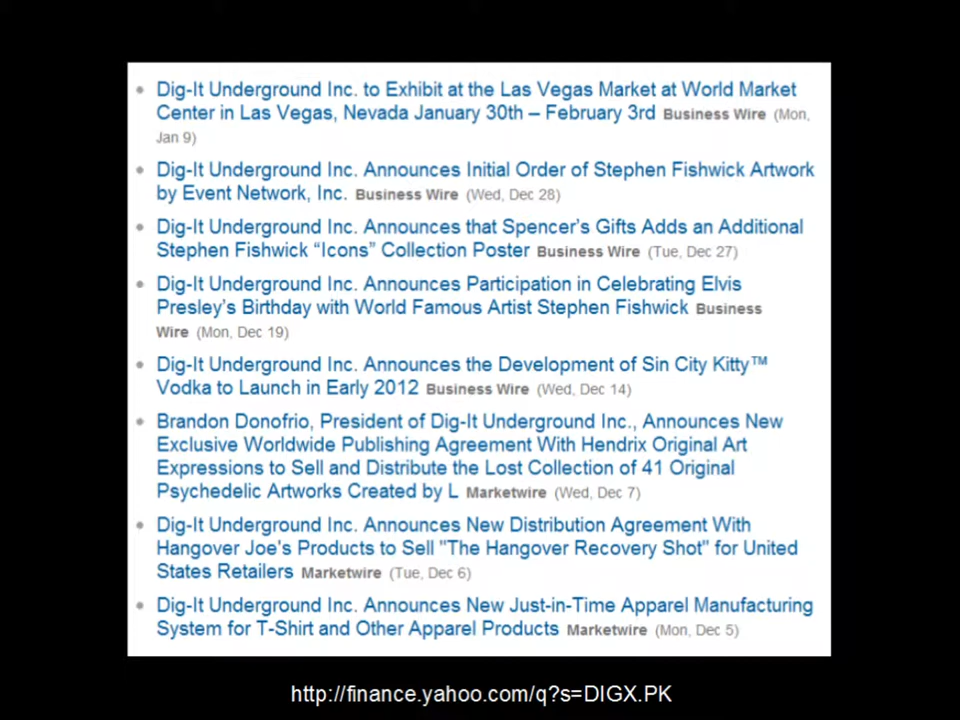 Dig-It Underground Inc. to Exhibit at the Las Vegas Market at World Market
Center in Las Vegas, Nevada January 30th – February 3rd Business Wire (Mon,
Jan 9)
Dig-It Underground Inc. Announces Initial Order of Stephen Fishwick Artwork
by Event Network, Inc. Business Wire (Wed, Dec 28)
Dig-It Underground Inc. Announces that Spencer’s Gifts Adds an Additional
Stephen Fishwick “Icons” Collection Poster Business Wire (Tue, Dec 27)
Dig-It Underground Inc. Announces Participation in Celebrating Elvis
Presley’s Birthday with World Famous Artist Stephen Fishwick Business
Wire (Mon, Dec 19)
Dig-It Underground Inc. Announces the Development of Sin City Kitty™
Vodka to Launch in Early 2012 Business Wire (Wed, Dec 14)
Brandon Donofrio, President of Dig-It Underground Inc., Announces New
Exclusive Worldwide Publishing Agreement With Hendrix Original Art
Expressions to Sell and Distribute the Lost Collection of 41 Original
Psychedelic Artworks Created by L Marketwire (Wed, Dec 7)
Dig-It Underground Inc. Announces New Distribution Agreement With
Hangover Joe's Products to Sell "The Hangover Recovery Shot" for United
States Retailers Marketwire (Tue, Dec 6)
Dig-It Underground Inc. Announces New Just-in-Time Apparel Manufacturing
System for T-Shirt and Other Apparel Products Marketwire (Mon, Dec 5)
http://finance.yahoo.com/q?s=DIGX.PK